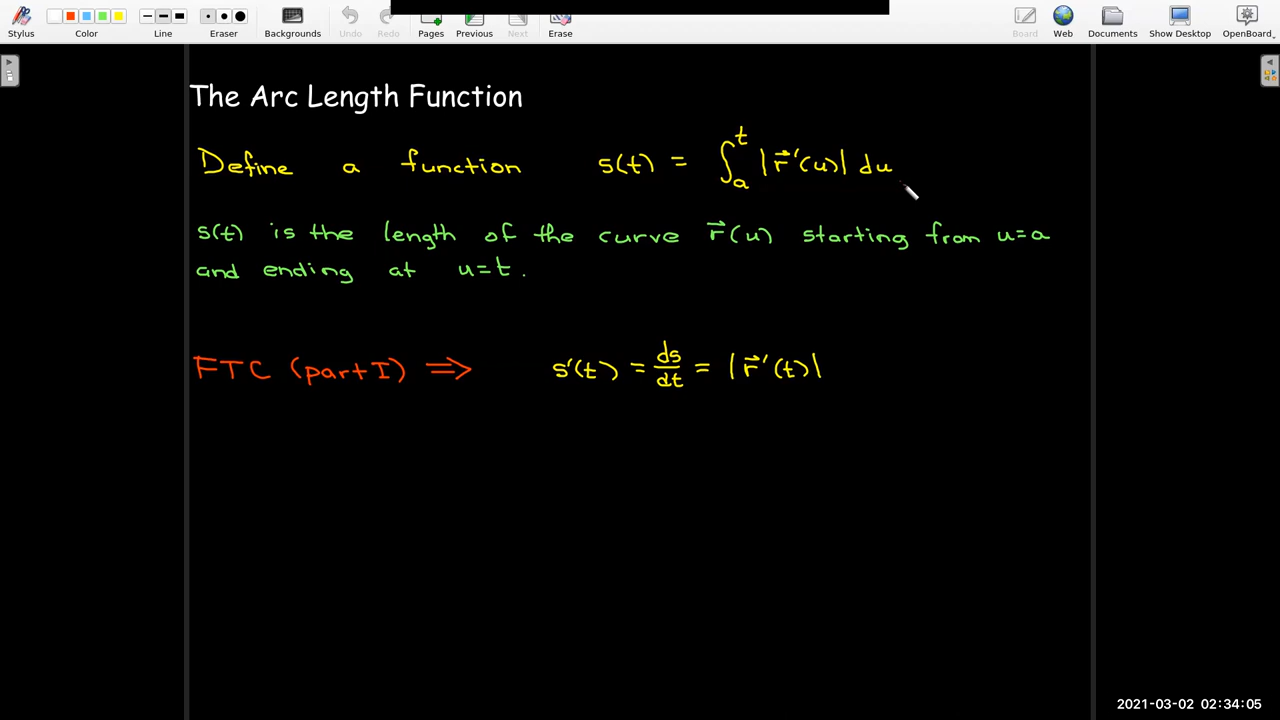 Stylus Color Line Eraser Backgrounds Undo Redo Pages Previous Next Erase Board Web Documents Show Desktop OpenBoard
The Arc Length Function
Define a function s(t) = ∫ₐᵗ |r⃗'(u)| du
s(t) is the length of the curve r⃗(u) starting from u=a
and ending at u=t.
FTC (part I) ⇒ s'(t) = ds/dt = |r⃗'(t)|
2021-03-02 02:34:05